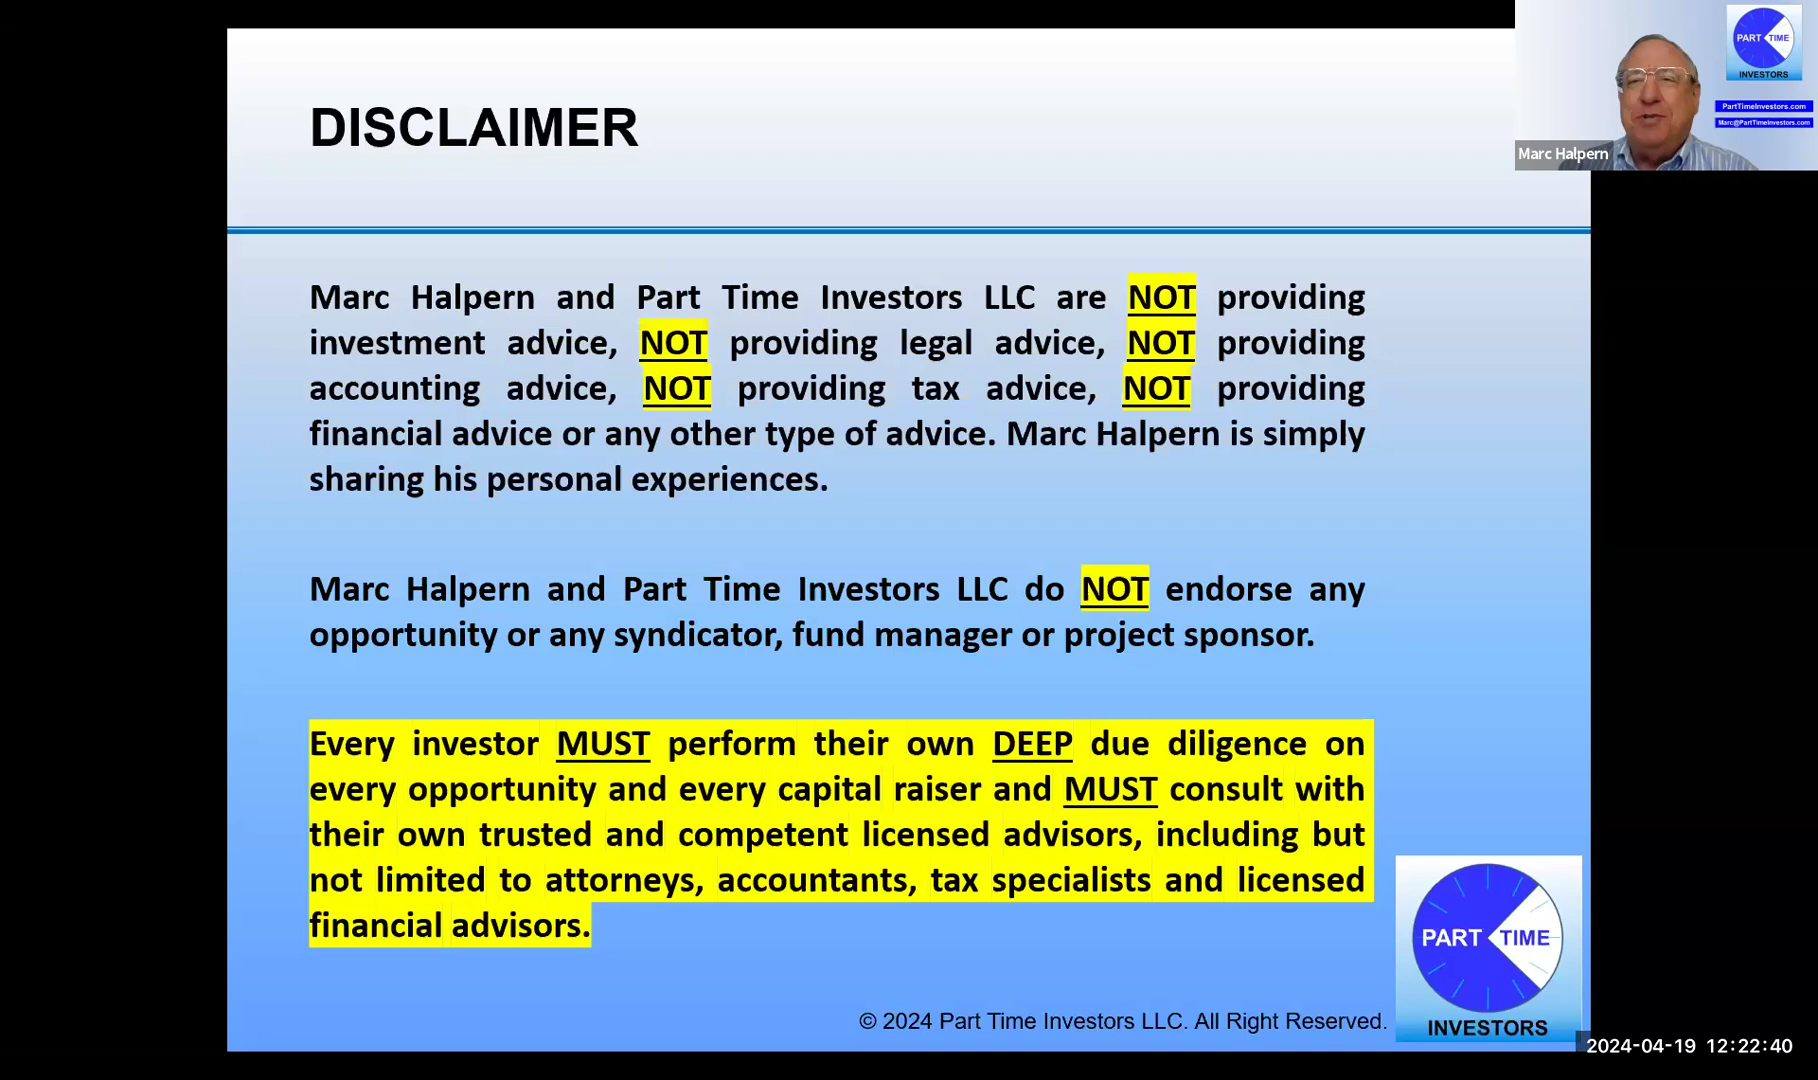 DISCLAIMER
PART TIME
INVESTORS
PartTimeInvestors.com
Marc@PartTimeInvestors.com
Marc Halpern
Marc Halpern and Part Time Investors LLC are NOT providing
investment advice, NOT providing legal advice, NOT providing
accounting advice, NOT providing tax advice, NOT providing
financial advice or any other type of advice. Marc Halpern is simply
sharing his personal experiences.
Marc Halpern and Part Time Investors LLC do NOT endorse any
opportunity or any syndicator, fund manager or project sponsor.
Every investor MUST perform their own DEEP due diligence on
every opportunity and every capital raiser and MUST consult with
their own trusted and competent licensed advisors, including but
not limited to attorneys, accountants, tax specialists and licensed
financial advisors.
PART TIME
INVESTORS
© 2024 Part Time Investors LLC. All Right Reserved.
2024-04-19 12:22:40